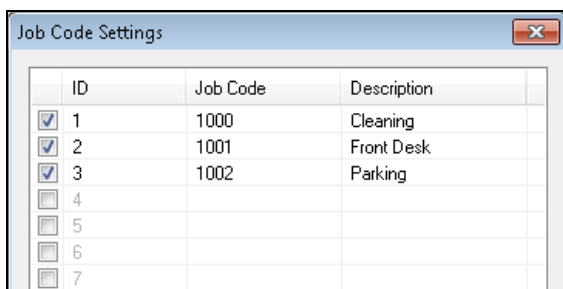 Job Code Settings
ID Job Code Description
1 1000 Cleaning
2 1001 Front Desk
3 1002 Parking
4
5
6
7